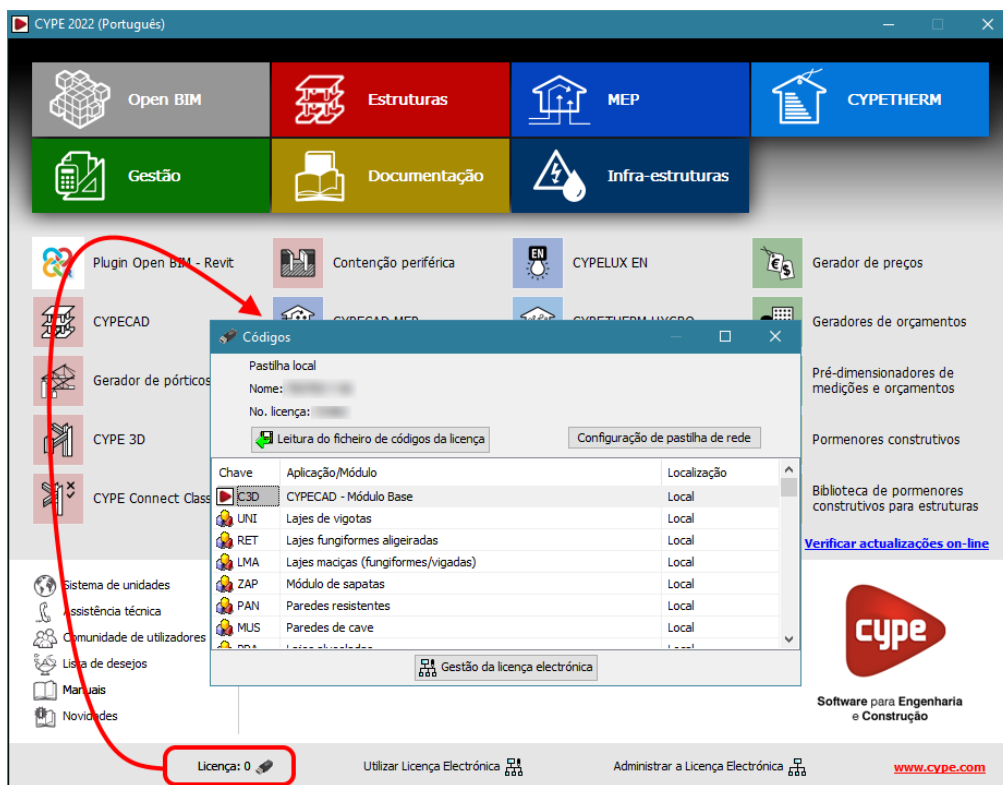 CYPE 2022 (Português)
Open BIM
Estruturas
MEP
CYPETHERM
Gestão
Documentação
Infra-estruturas
Plugin Open BIM - Revit
Contenção periférica
EN
CYPELUX EN
Gerador de preços
CYPECAD
CYPECAD MEP
CYPETHERM HYGRO
Geradores de orçamentos
Gerador de pórticos
Pré-dimensionadores de
medições e orçamentos
CYPE 3D
Pormenores construtivos
CYPE Connect Class
Biblioteca de pormenores
construtivos para estruturas
Verificar actualizações on-line
Códigos
Pastilha local
Nome:
No. licença:
Leitura do ficheiro de códigos da licença
Configuração de pastilha de rede
Chave Aplicação/Módulo Localização
C3D CYPECAD - Módulo Base Local
UNI Lajes de vigotas Local
RET Lajes fungiformes aligeiradas Local
LMA Lajes maciças (fungiformes/vigadas) Local
ZAP Módulo de sapatas Local
PAN Paredes resistentes Local
MUS Paredes de cave Local
Gestão da licença electrónica
Sistema de unidades
Assistência técnica
Comunidade de utilizadores
Lista de desejos
Manuais
Novidades
cype
Software para Engenharia
e Construção
Licença: 0
Utilizar Licença Electrónica
Administrar a Licença Electrónica
www.cype.com